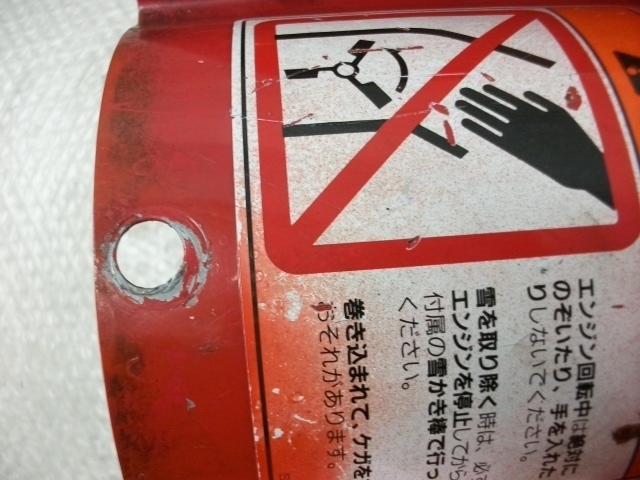 エンジン回転中は絶対に
のぞいたり、手を入れた
りしないでください。
雪を取り除く時は、必ず
エンジンを停止してから
付属の雪かき棒で行っ
ください。
巻き込まれて、ケガを
おそれがあります。